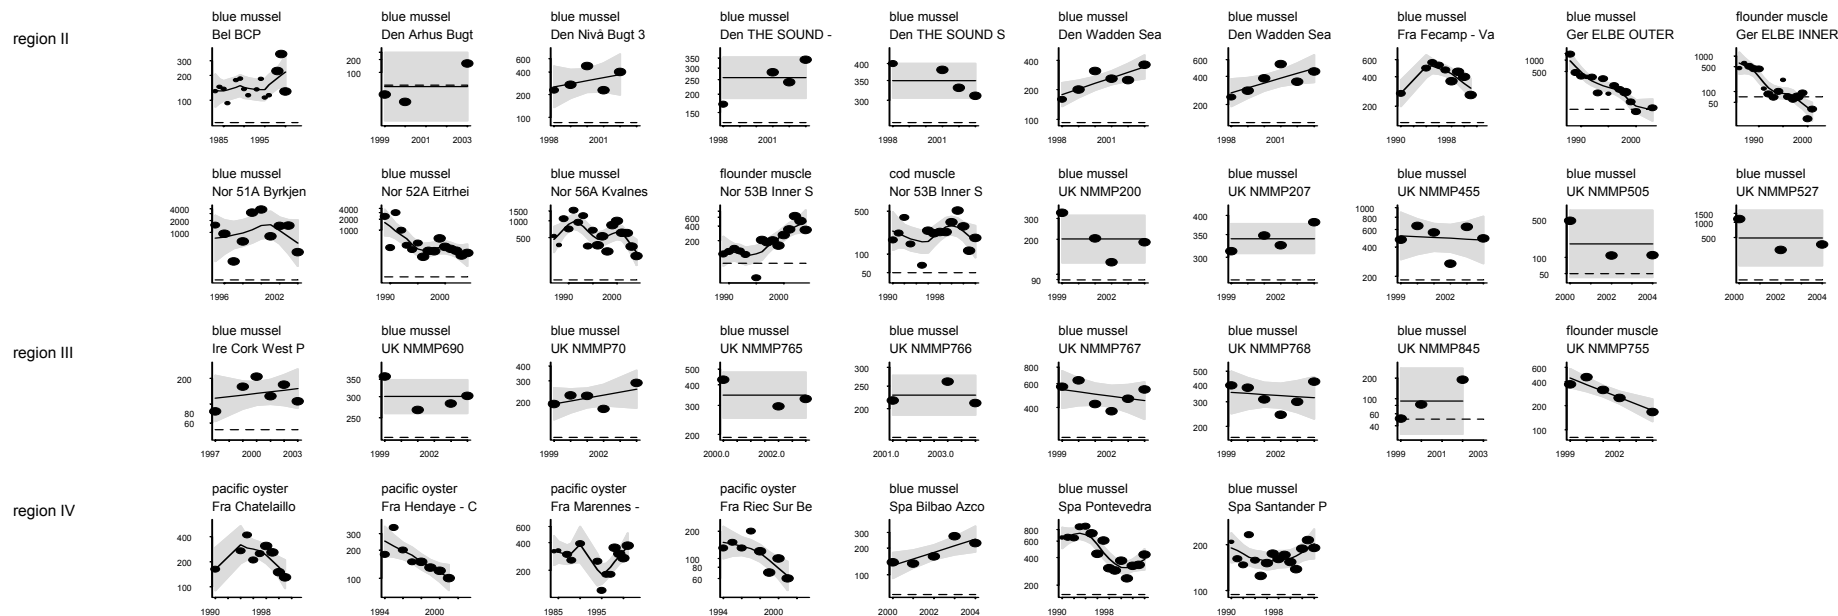 region II
blue mussel
Bel BCP
300
200
100
1985 1995
blue mussel
Den Arhus Bugt
200
100
1999 2001 2003
blue mussel
Den Nivå Bugt 3
600
400
200
100
1998 2001
blue mussel
Den THE SOUND -
350
300
250
200
150
1998 2001
blue mussel
Den THE SOUND S
400
300
1998 2001
blue mussel
Den Wadden Sea
400
200
100
1998 2001
blue mussel
Den Wadden Sea
600
400
200
1998 2001
blue mussel
Fra Fecamp - Va
600
400
200
1990 1998
blue mussel
Ger ELBE OUTER
1000
500
1990 2000
flounder muscle
Ger ELBE INNER
1000
500
100
50
1990 2000
blue mussel
Nor 51A Byrkjen
4000
2000
1000
1996 2002
blue mussel
Nor 52A Eitrhei
4000
2000
1000
1990 2000
blue mussel
Nor 56A Kvalnes
1500
1000
500
1990 2000
flounder muscle
Nor 53B Inner S
600
400
200
1990 2000
cod muscle
Nor 53B Inner S
500
100
50
1990 1998
blue mussel
UK NMMP200
300
200
90
1999 2002
blue mussel
UK NMMP207
400
300
1999 2002
blue mussel
UK NMMP455
1000
600
400
200
1999 2002
blue mussel
UK NMMP505
500
100
50
2000 2002 2004
blue mussel
UK NMMP527
1500
1000
500
2000 2002 2004
region III
blue mussel
Ire Cork West P
200
80
60
1997 2000 2003
blue mussel
UK NMMP690
350
300
250
1999 2002
blue mussel
UK NMMP70
400
300
200
1999 2002
blue mussel
UK NMMP765
500
400
300
200
2000.0 2002.0
blue mussel
UK NMMP766
300
200
2001.0 2003.0
blue mussel
UK NMMP767
800
600
400
1999 2002
blue mussel
UK NMMP768
500
400
300
200
1999 2002
blue mussel
UK NMMP845
200
100
60
40
1999 2001 2003
flounder muscle
UK NMMP755
600
400
200
100
1999 2002
region IV
pacific oyster
Fra Chatelaillo
400
200
100
1990 1998
pacific oyster
Fra Hendaye - C
300
200
100
1994 2000
pacific oyster
Fra Marennes -
600
400
200
1985 1995
pacific oyster
Fra Riec Sur Be
200
100
80
60
1994 2000
blue mussel
Spa Bilbao Azco
300
200
100
2000 2002 2004
blue mussel
Spa Pontevedra
800
600
400
200
1990 1998
blue mussel
Spa Santander P
200
100
1990 1998